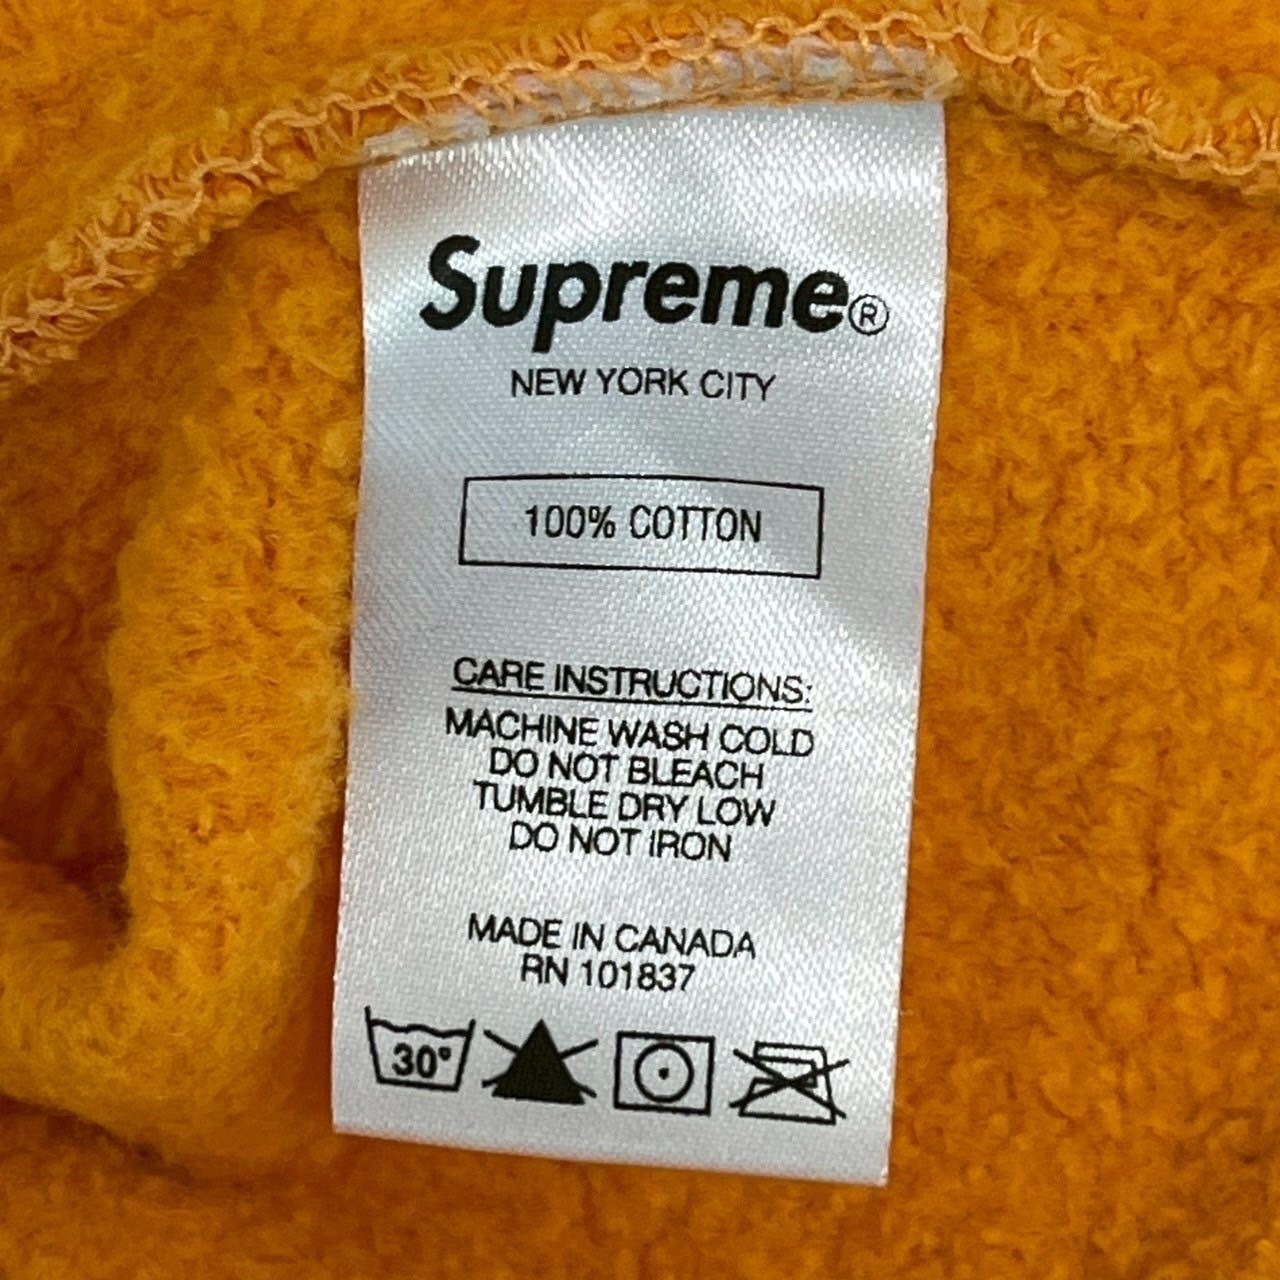 Supreme®
NEW YORK CITY
100% COTTON
CARE INSTRUCTIONS:
MACHINE WASH COLD
DO NOT BLEACH
TUMBLE DRY LOW
DO NOT IRON
MADE IN CANADA
RN 101837
30°